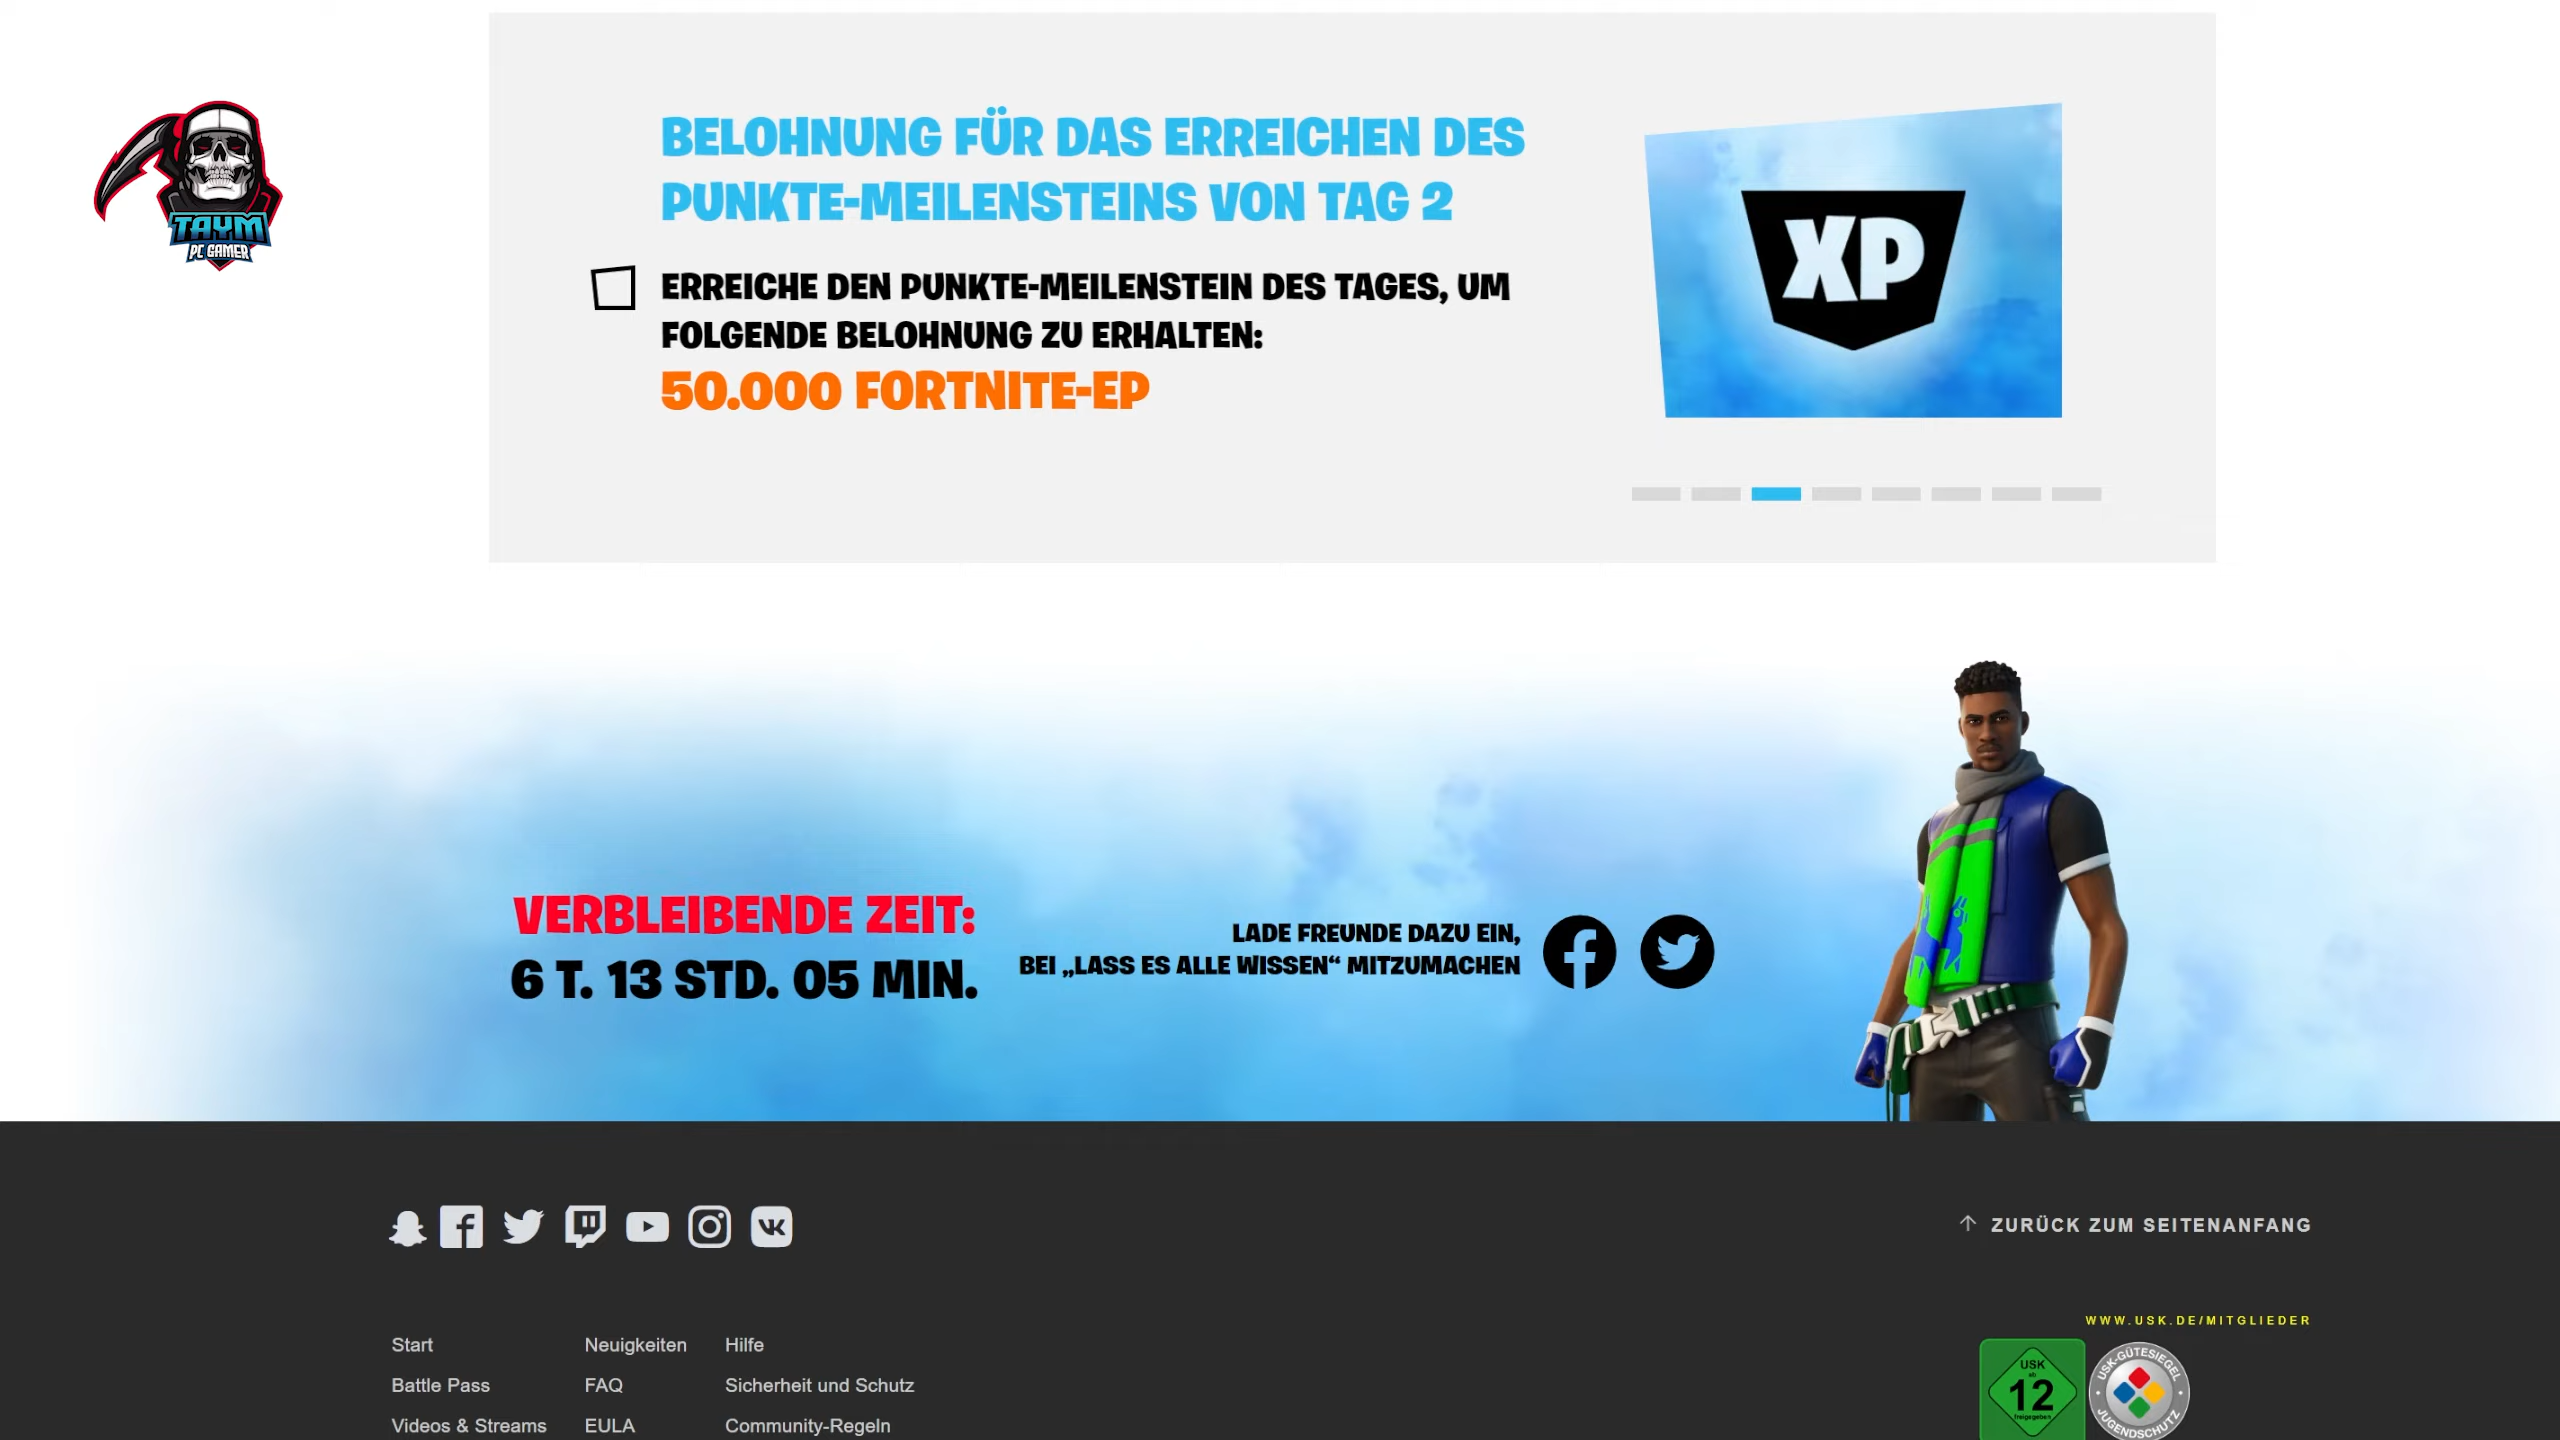 BELOHNUNG FÜR DAS ERREICHEN DES
PUNKTE-MEILENSTEINS VON TAG 2
ERREICHE DEN PUNKTE-MEILENSTEIN DES TAGES, UM
FOLGENDE BELOHNUNG ZU ERHALTEN:
50.000 FORTNITE-EP
XP
TAYM
PC GAMER
VERBLEIBENDE ZEIT:
6 T. 13 STD. 05 MIN.
LADE FREUNDE DAZU EIN,
BEI „LASS ES ALLE WISSEN“ MITZUMACHEN
ZURÜCK ZUM SEITENANFANG
WWW.USK.DE/MITGLIEDER
Start
Neuigkeiten
Hilfe
Battle Pass
FAQ
Sicherheit und Schutz
Videos & Streams
EULA
Community-Regeln
USK
ab
12
freigegeben
USK-GÜTESIEGEL
JUGENDSCHUTZ